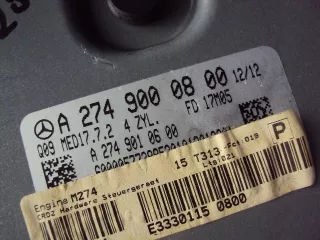 A 274 900 08 00 12/12
Q09 MED17.7.2 4 ZYL. FD 17M05
A 274 901 06 00
15 T313
Engine M274
CRD2 Hardware Steuergeraet
P
E3330115 0800